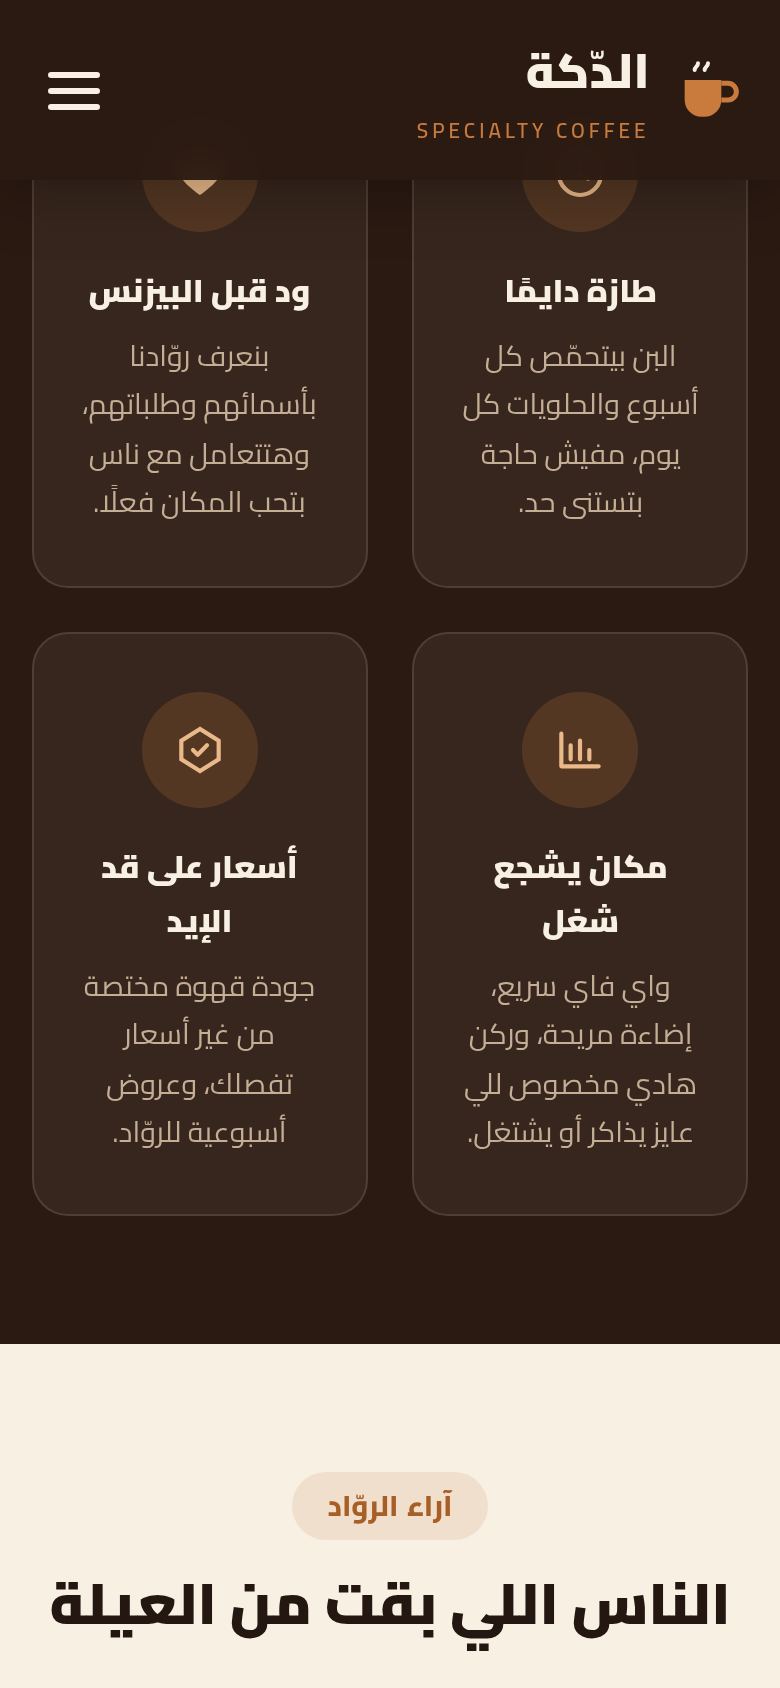 الدّكة
SPECIALTY COFFEE
طازة دايمًا
البن بيتحمّص كل
أسبوع والحلويات كل
يوم، مفيش حاجة
بتستنى حد.
ود قبل البيزنس
بنعرف روّادنا
بأسمائهم وطلباتهم،
وهتتعامل مع ناس
بتحب المكان فعلًا.
مكان يشجع
شغل
واي فاي سريع،
إضاءة مريحة، وركن
هادي مخصوص للي
عايز يذاكر أو يشتغل.
أسعار على قد
الإيد
جودة قهوة مختصة
من غير أسعار
تفصلك، وعروض
أسبوعية للروّاد.
آراء الروّاد
الناس اللي بقت من العيلة